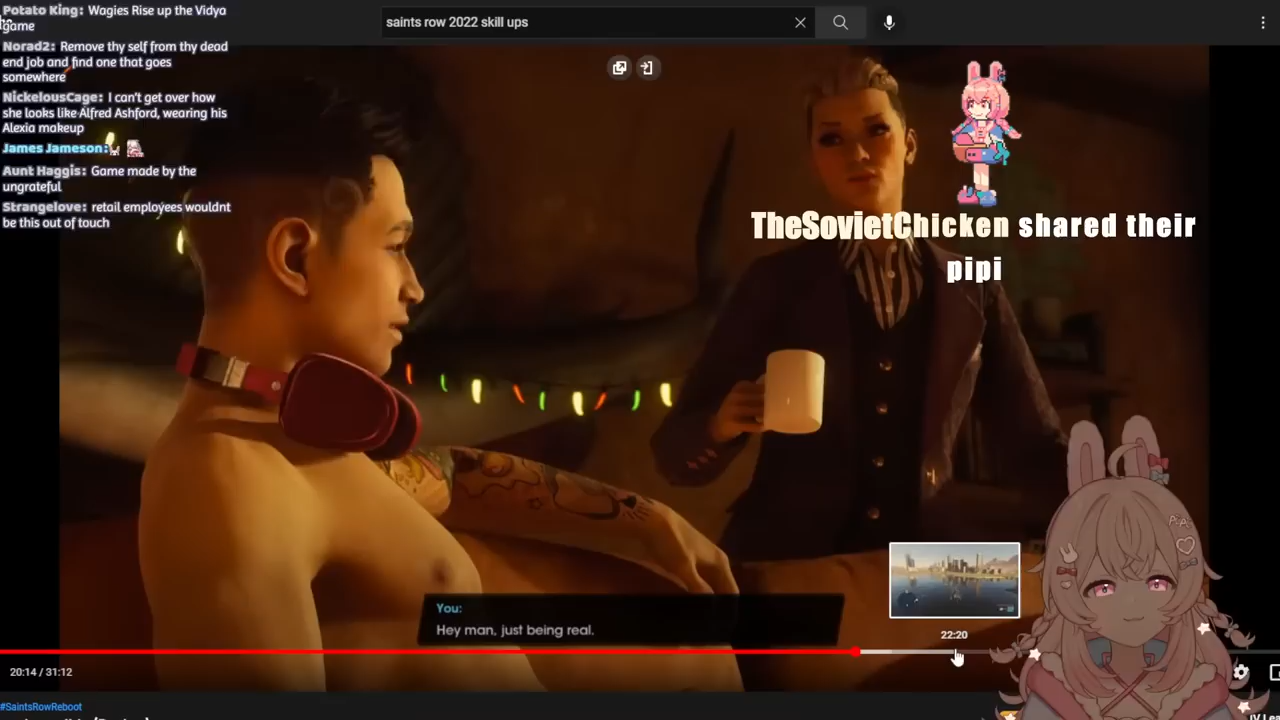 Potato King: Wagies Rise up the Vidya
game
Norad2: Remove thy self from thy dead
end job and find one that goes
somewhere
NickelousCage: I can't get over how
she looks like Alfred Ashford, wearing his
Alexia makeup
James Jameson:
Aunt Haggis: Game made by the
ungrateful
Strangelove: retail employees wouldnt
be this out of touch
saints row 2022 skill ups
TheSovietChicken shared their
pipi
You:
Hey man, just being real.
22:20
20:14 / 31:12
#SaintsRowReboot